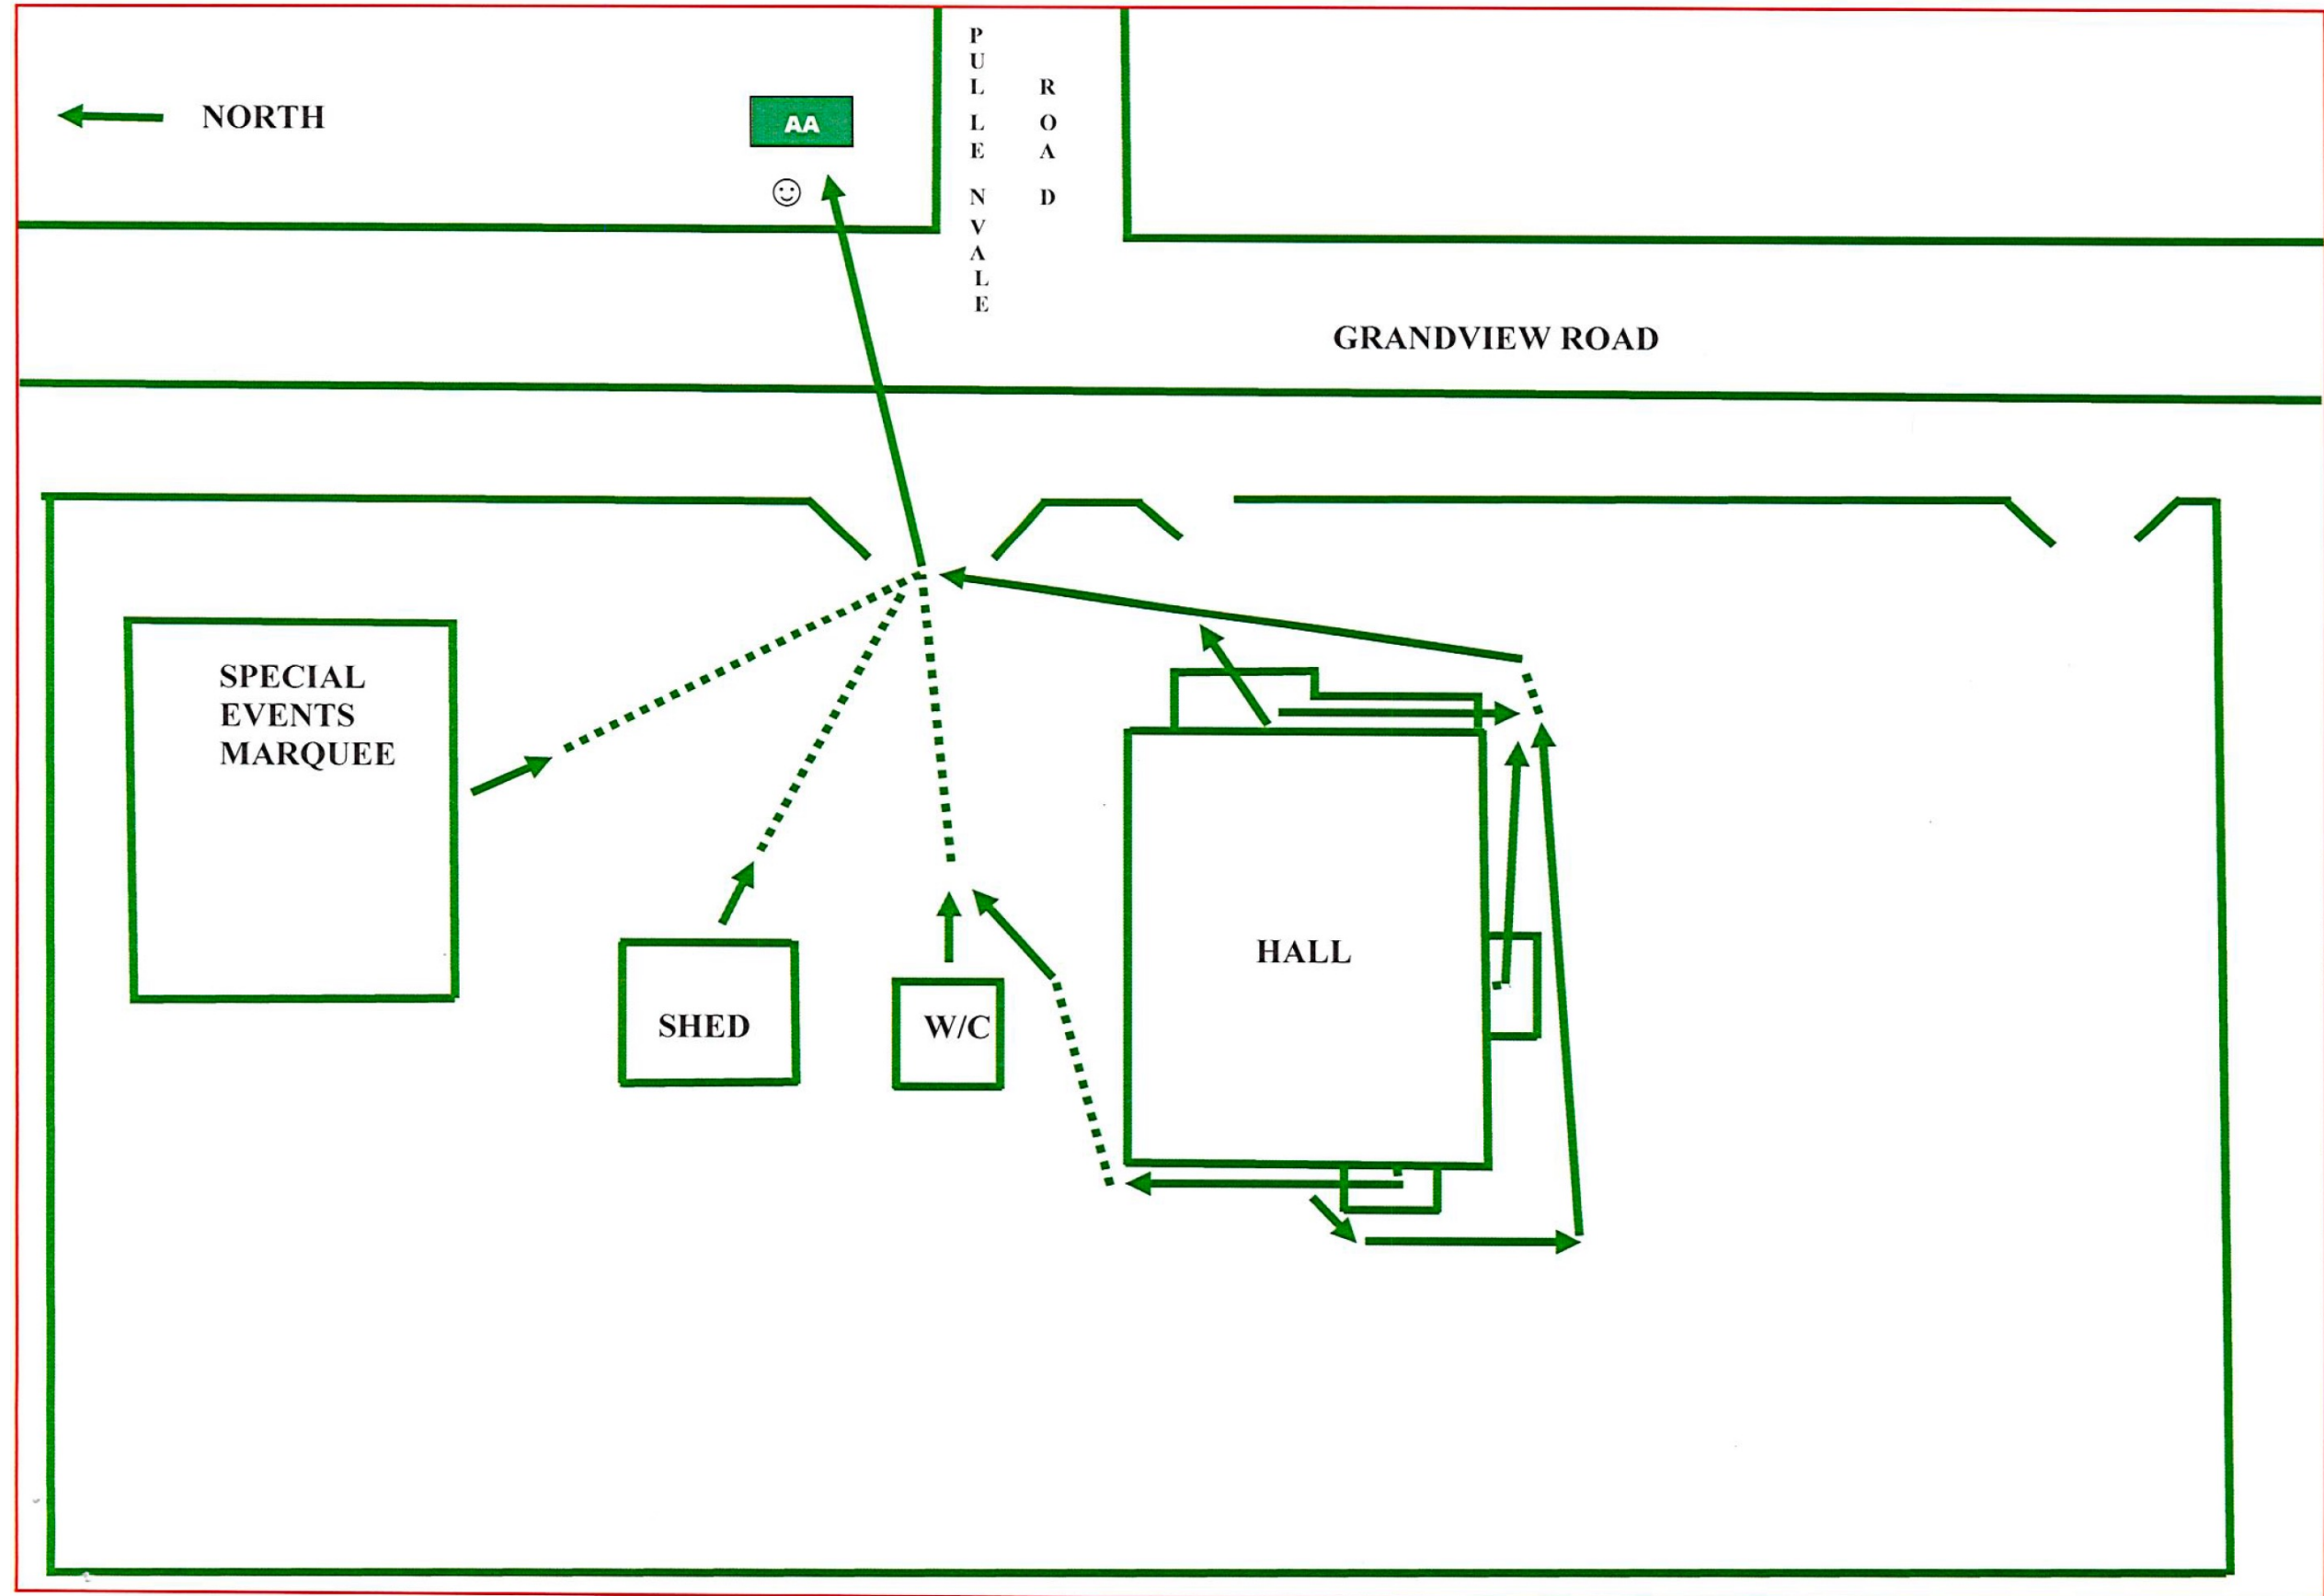 NORTH
AA
PULLENVALE
ROAD
GRANDVIEW ROAD
SPECIAL
EVENTS
MARQUEE
HALL
SHED
W/C